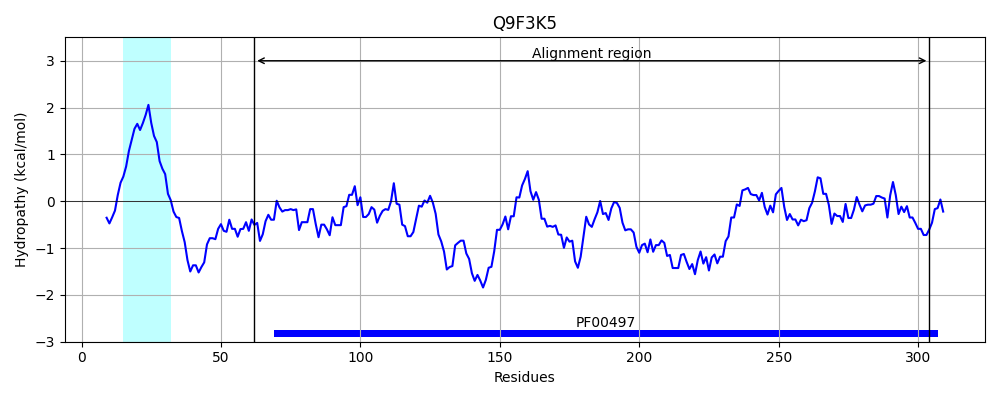 Q9F3K5
Alignment region
3
2
1
0
−1
−2
−3
Hydropathy (kcal/mol)
PF00497
0 50 100 150 200 250 300
Residues